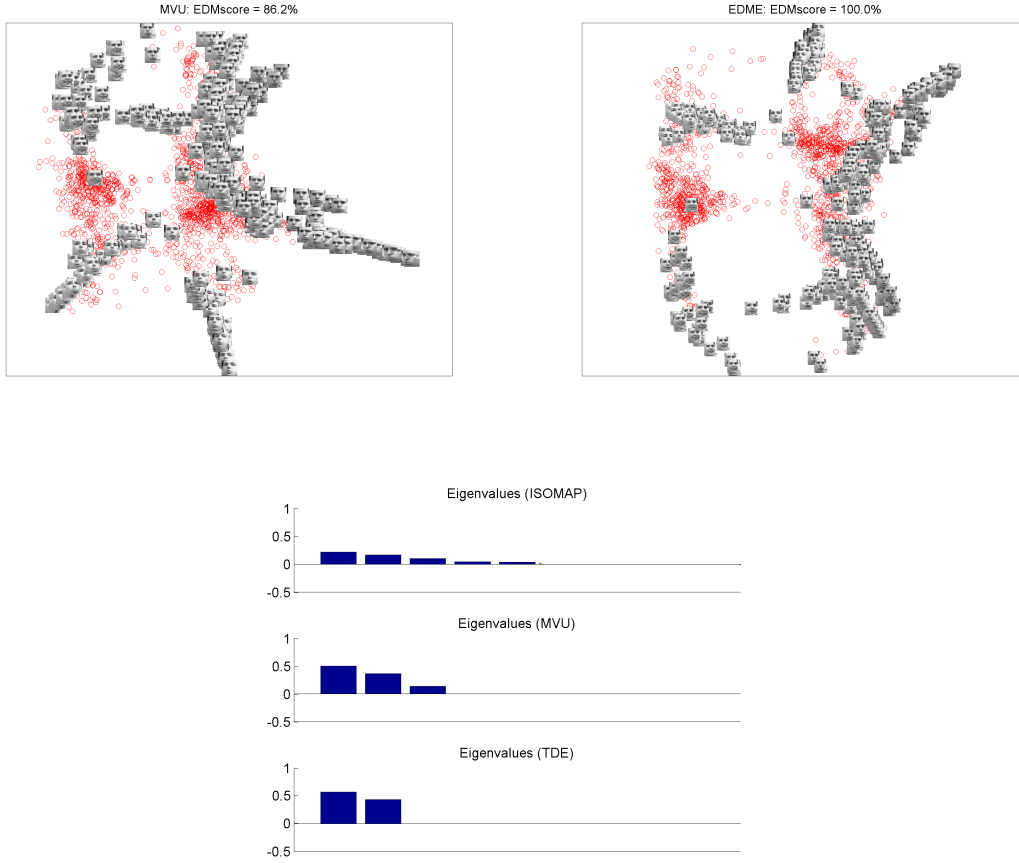 MVU: EDMscore = 86.2%
EDME: EDMscore = 100.0%
Eigenvalues (ISOMAP)
1
0.5
0
-0.5
Eigenvalues (MVU)
1
0.5
0
-0.5
Eigenvalues (TDE)
1
0.5
0
-0.5